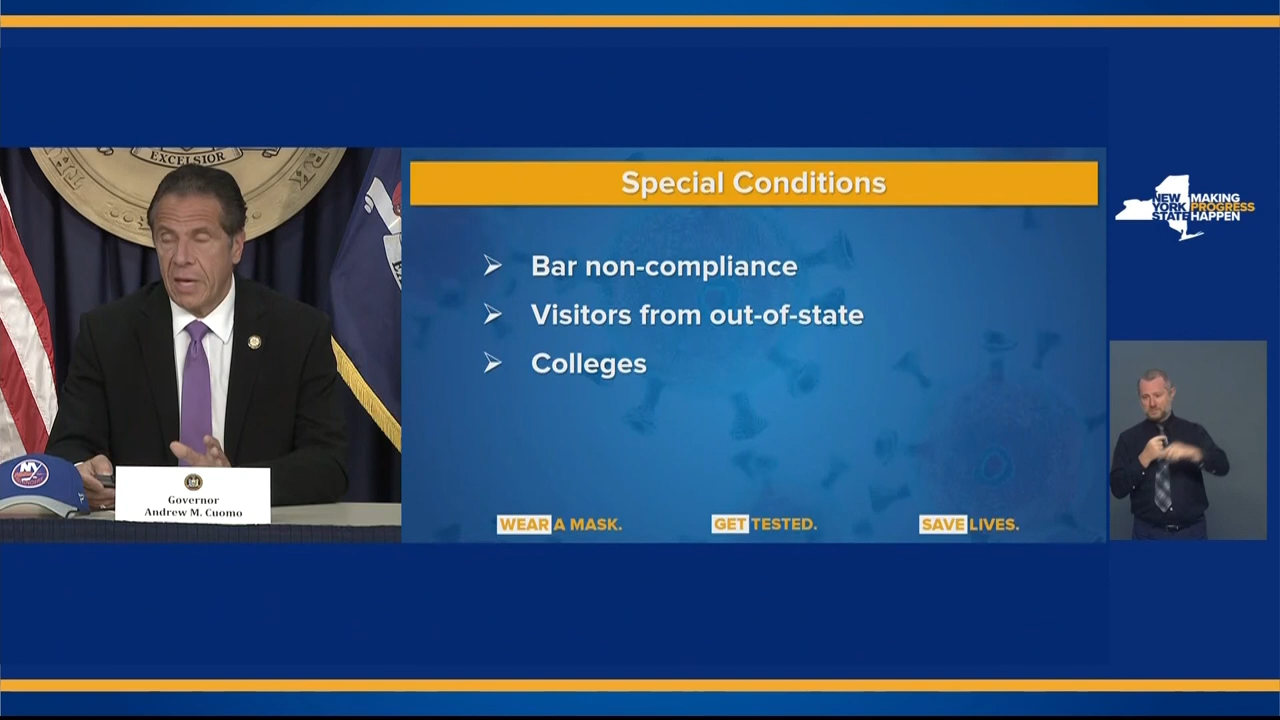 EXCELSIOR
NY
Governor
Andrew M. Cuomo
Special Conditions
➢ Bar non-compliance
➢ Visitors from out-of-state
➢ Colleges
WEAR A MASK.
GET TESTED.
SAVE LIVES.
NEW YORK STATE
MAKING PROGRESS HAPPEN